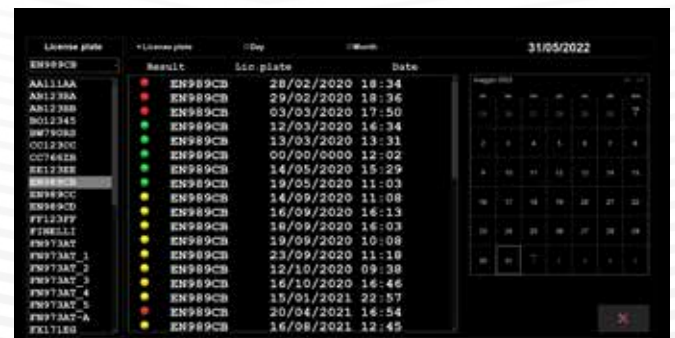 License plate
License plate
Day
Month
31/05/2022
EN989CB
Result Lic.plate Date
AA111AA
AB123BA
AB123BB
BO12345
BW790RS
CC123CC
CC766ZB
EE123EE
EN989CB
EN989CC
EN989CD
FF123FF
FINELLI
FN973AT
FN973AT_1
FN973AT_2
FN973AT_3
FN973AT_4
FN973AT_5
FN973AT-A
FX171EG
EN989CB 28/02/2020 18:34
EN989CB 29/02/2020 18:36
EN989CB 03/03/2020 17:50
EN989CB 12/03/2020 16:34
EN989CB 13/03/2020 13:31
EN989CB 00/00/0000 12:02
EN989CB 14/05/2020 15:29
EN989CB 19/05/2020 11:03
EN989CB 14/09/2020 11:08
EN989CB 16/09/2020 16:13
EN989CB 18/09/2020 16:03
EN989CB 19/09/2020 10:08
EN989CB 23/09/2020 11:18
EN989CB 12/10/2020 09:38
EN989CB 16/10/2020 16:46
EN989CB 15/01/2021 22:57
EN989CB 20/04/2021 16:54
EN989CB 16/08/2021 12:45
maggio 2022